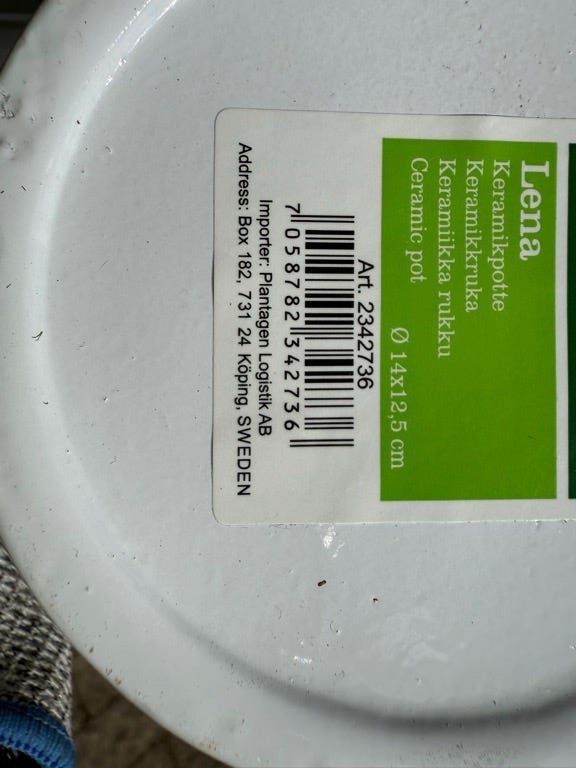 Lena
Keramikpotte
Keramikkruka
Keramiikka rukku
Ceramic pot
Ø 14x12,5 cm
Art. 2342736
7 058782 342736
Importer: Plantagen Logistik AB
Address: Box 182, 731 24 Köping, SWEDEN